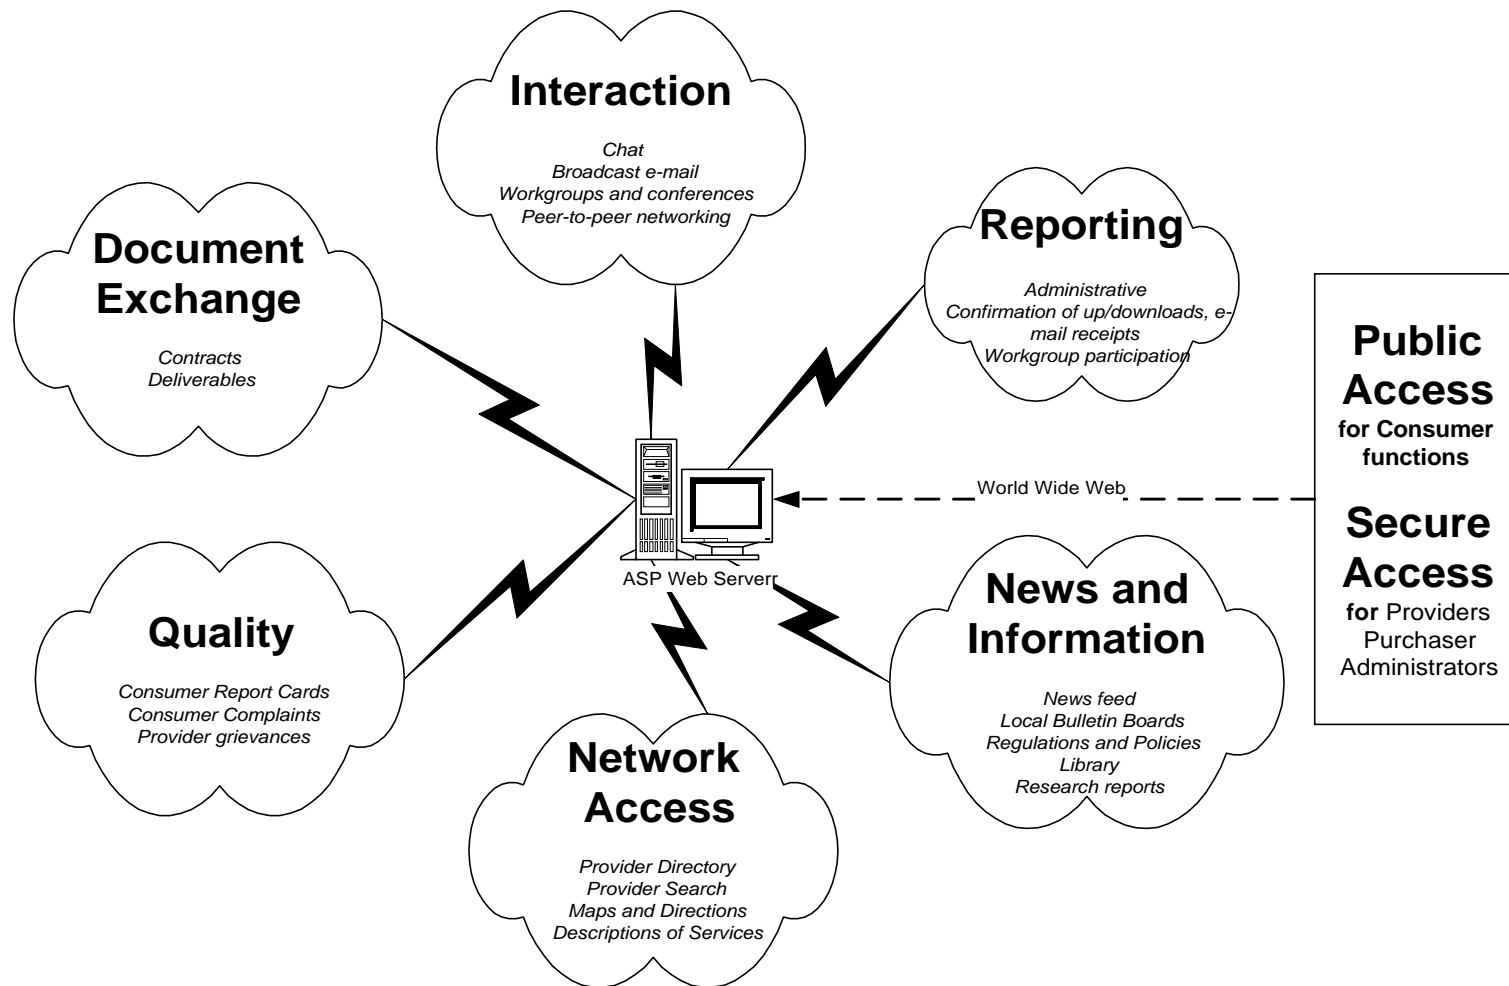 Interaction
Chat
Broadcast e-mail
Workgroups and conferences
Peer-to-peer networking
Document
Exchange
Contracts
Deliverables
Reporting
Administrative
Confirmation of up/downloads, e-
mail receipts
Workgroup participation
Public
Access
for Consumer
functions
Secure
Access
for Providers
Purchaser
Administrators
World Wide Web
ASP Web Serverr
Quality
Consumer Report Cards
Consumer Complaints
Provider grievances
News and
Information
News feed
Local Bulletin Boards
Regulations and Policies
Library
Research reports
Network
Access
Provider Directory
Provider Search
Maps and Directions
Descriptions of Services